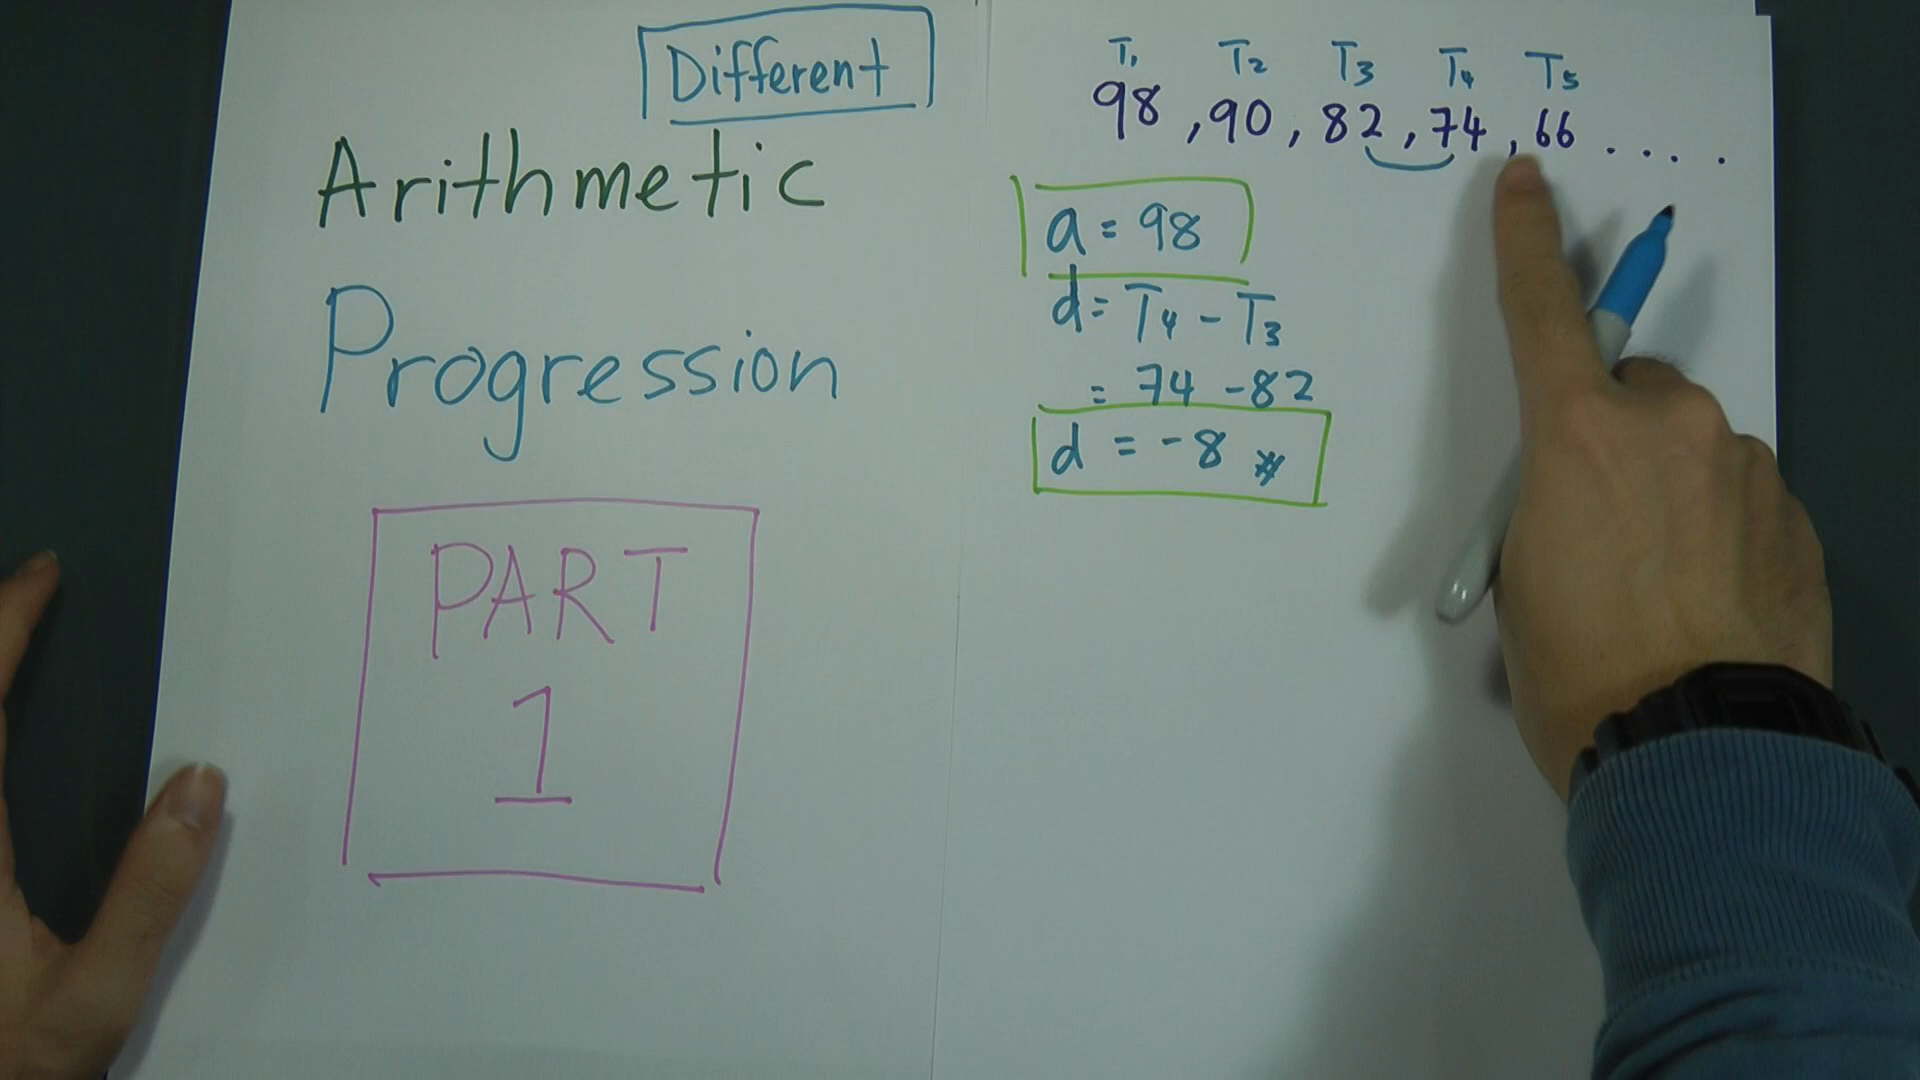 Different
Arithmetic
Progression
PART
1
T₁ T₂ T₃ T₄ T₅
98 , 90 , 82 , 74 , 66 . . . . .
a = 98
d = T₄ - T₃
= 74 - 82
d = -8 #